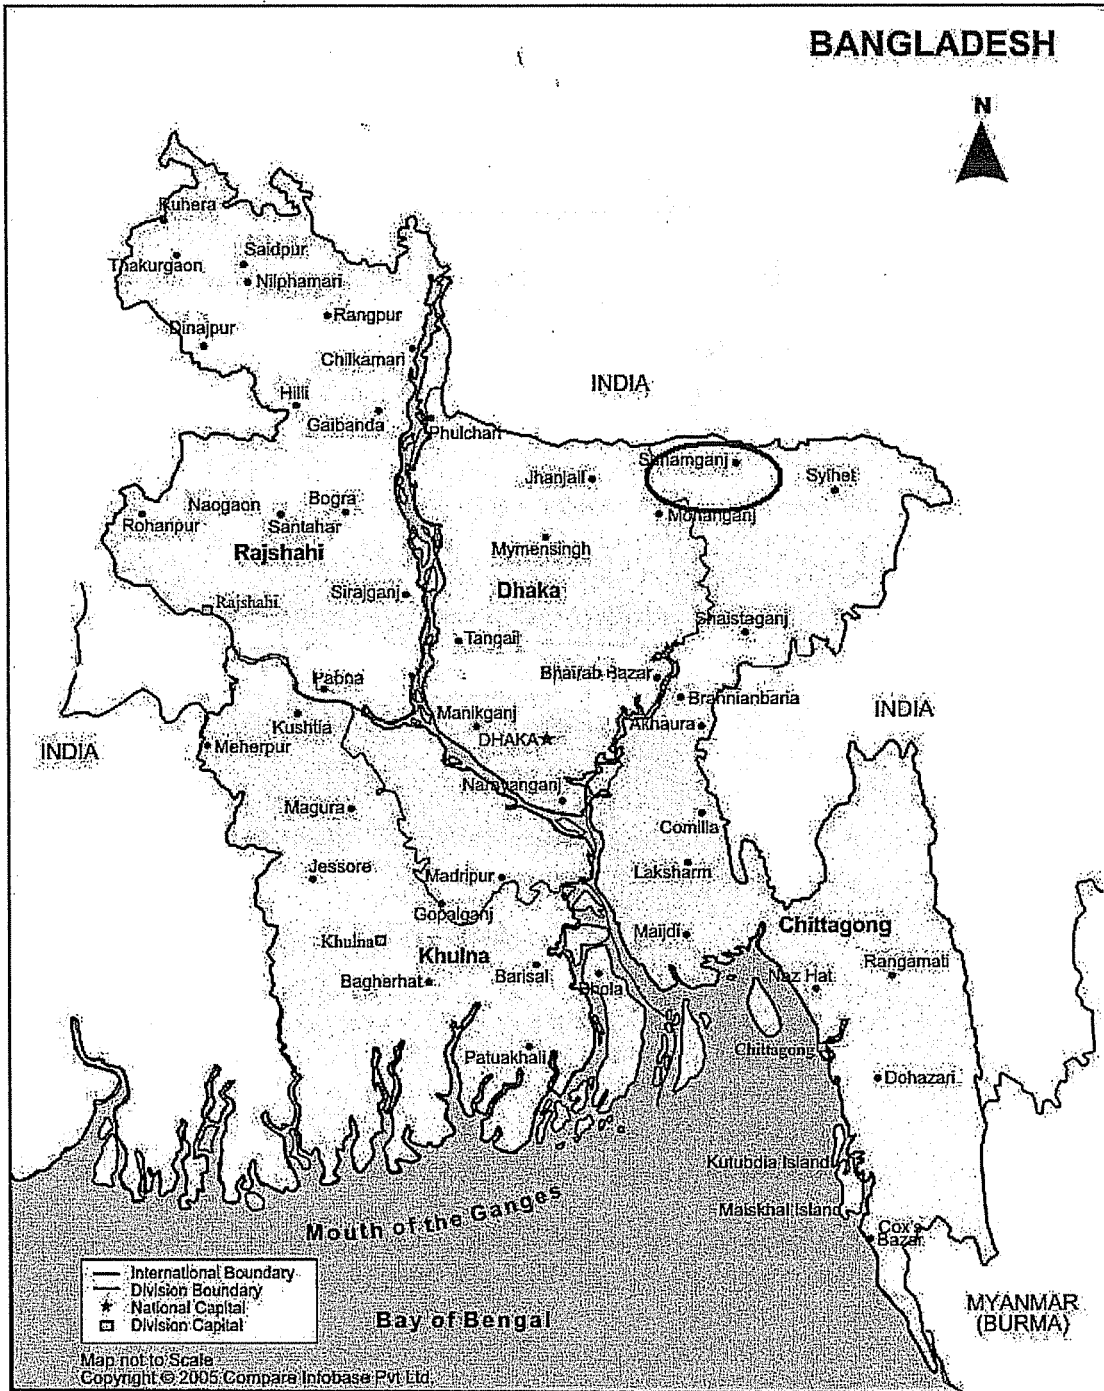 BANGLADESH
N
Ruhera
Saidpur
Thakurgaon
Nilphamari
Rangpur
Dinajpur
Chilkamari
INDIA
Hilli
Gaibanda
Phulchari
Sunamganj
Jhanjail
Sylhet
Naogaon
Bogra
Rohanpur
Santahar
Mohanganj
Mymensingh
Rajshahi
Sirajganj
Dhaka
Rajshahi
Shaistaganj
Tangail
Bhairab Bazar
Pabna
Brahnianbaria
Manikganj
Kushtia
Akhaura
INDIA
DHAKA
INDIA
Meherpur
Narayanganj
Magura
Comilla
Jessore
Madripur
Laksham
Gopalganj
Chittagong
Maijdi
Khulna
Khulna
Rangamati
Bagherhat
Barisal
Bhola
Naz Hat
Patuakhali
Chittagong
Dohazari
Kutubdia Island
Mouth of the Ganges
Maiskhal Island
Cox's
Bazar
International Boundary
Division Boundary
National Capital
Division Capital
Bay of Bengal
MYANMAR
(BURMA)
Map not to Scale
Copyright © 2005 Compare Infobase Pvt Ltd.